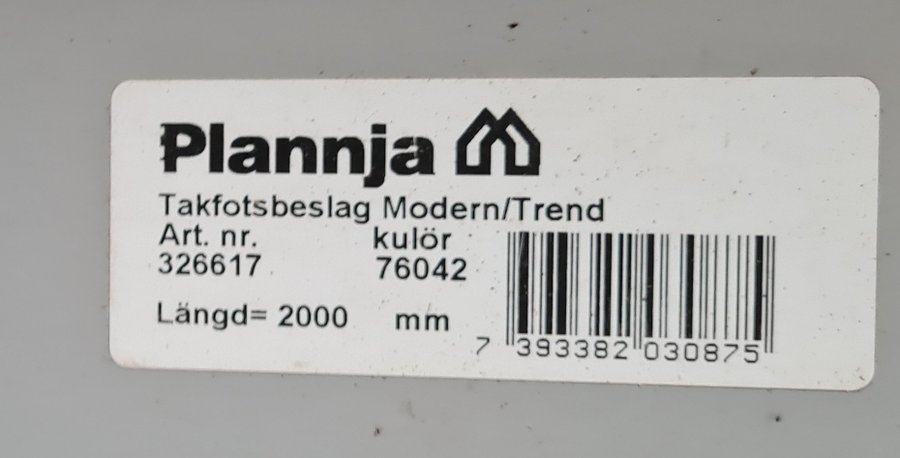 Plannja
Takfotsbeslag Modern/Trend
Art. nr. kulör
326617 76042
Längd= 2000 mm
7 393382 030875